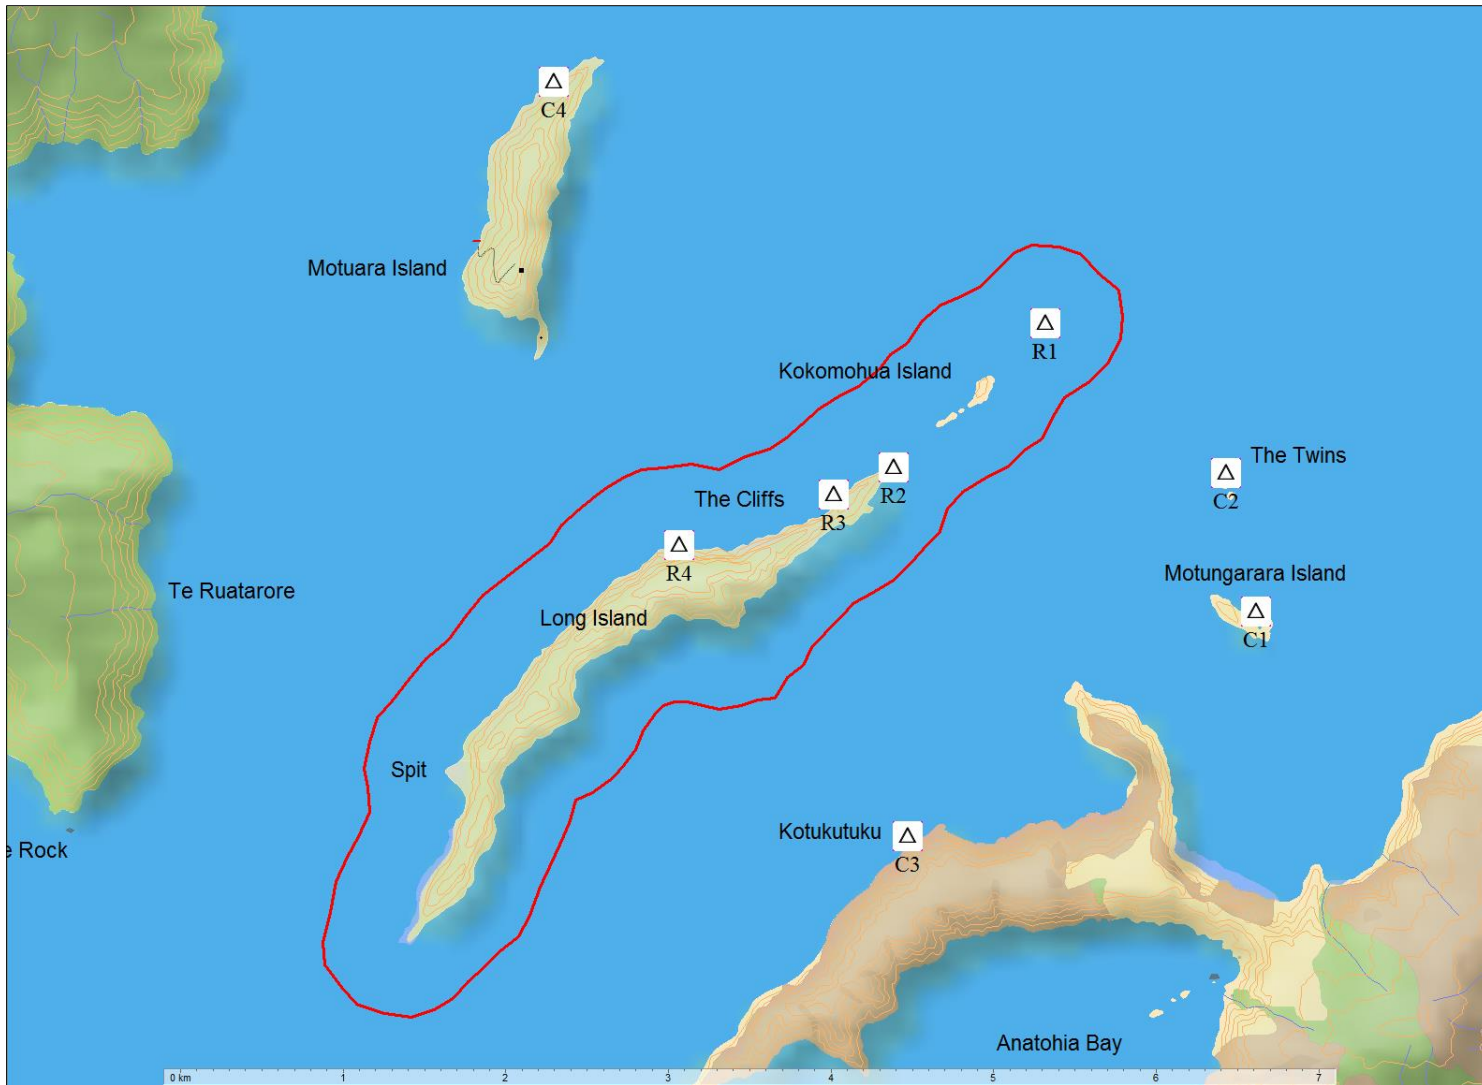 C4
Motuara Island
R1
Kokomohua Island
The Twins
C2
R2
The Cliffs
R3
R4
Motungarara Island
C1
Te Ruatarore
Long Island
Spit
Kotukutuku
C3
e Rock
Anatohia Bay
0 km 1 2 3 4 5 6 7